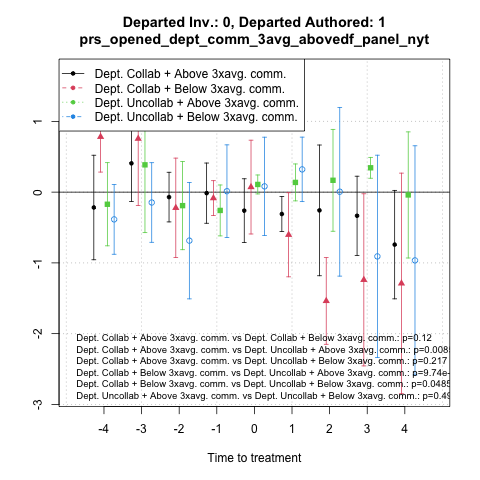 Departed Inv.: 0, Departed Authored: 1
prs_opened_dept_comm_3avg_abovedf_panel_nyt
Dept. Collab + Above 3xavg. comm.
Dept. Collab + Below 3xavg. comm.
Dept. Uncollab + Above 3xavg. comm.
Dept. Uncollab + Below 3xavg. comm.
1
0
-1
-2
-3
Dept. Collab + Above 3xavg. comm. vs Dept. Collab + Below 3xavg. comm.: p=0.12
Dept. Collab + Above 3xavg. comm. vs Dept. Uncollab + Above 3xavg. comm.: p=0.008
Dept. Collab + Above 3xavg. comm. vs Dept. Uncollab + Below 3xavg. comm.: p=0.217
Dept. Collab + Below 3xavg. comm. vs Dept. Uncollab + Above 3xavg. comm.: p=9.74e-
Dept. Collab + Below 3xavg. comm. vs Dept. Uncollab + Below 3xavg. comm.: p=0.0485
Dept. Uncollab + Above 3xavg. comm. vs Dept. Uncollab + Below 3xavg. comm.: p=0.49
-4 -3 -2 -1 0 1 2 3 4
Time to treatment